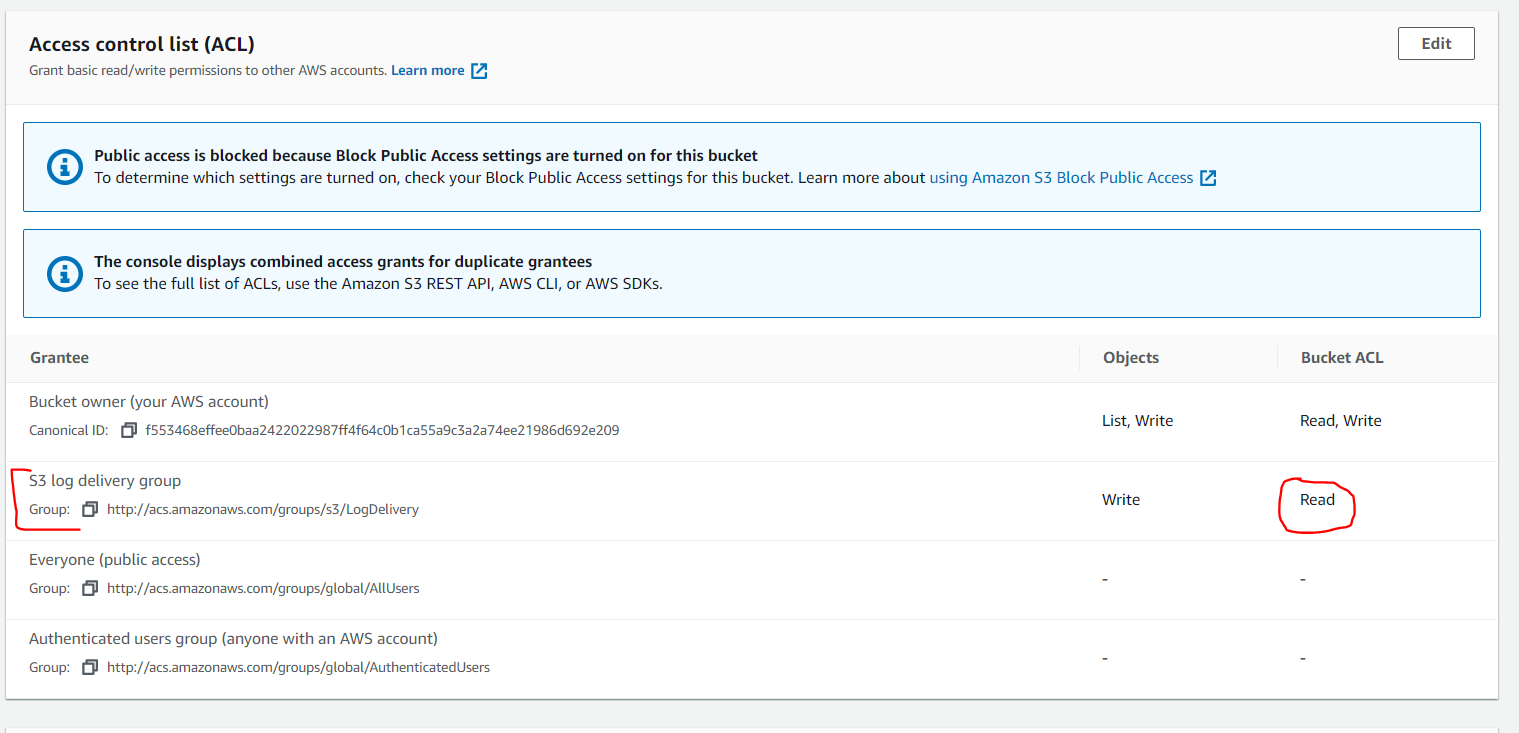 Access control list (ACL)
Edit
Grant basic read/write permissions to other AWS accounts. Learn more
Public access is blocked because Block Public Access settings are turned on for this bucket
To determine which settings are turned on, check your Block Public Access settings for this bucket. Learn more about using Amazon S3 Block Public Access
The console displays combined access grants for duplicate grantees
To see the full list of ACLs, use the Amazon S3 REST API, AWS CLI, or AWS SDKs.
Grantee Objects Bucket ACL
Bucket owner (your AWS account)
Canonical ID: f553468effee0baa2422022987ff4f64c0b1ca55a9c3a2a74ee21986d692e209
List, Write Read, Write
S3 log delivery group
Group: http://acs.amazonaws.com/groups/s3/LogDelivery
Write Read
Everyone (public access)
Group: http://acs.amazonaws.com/groups/global/AllUsers
- -
Authenticated users group (anyone with an AWS account)
Group: http://acs.amazonaws.com/groups/global/AuthenticatedUsers
- -